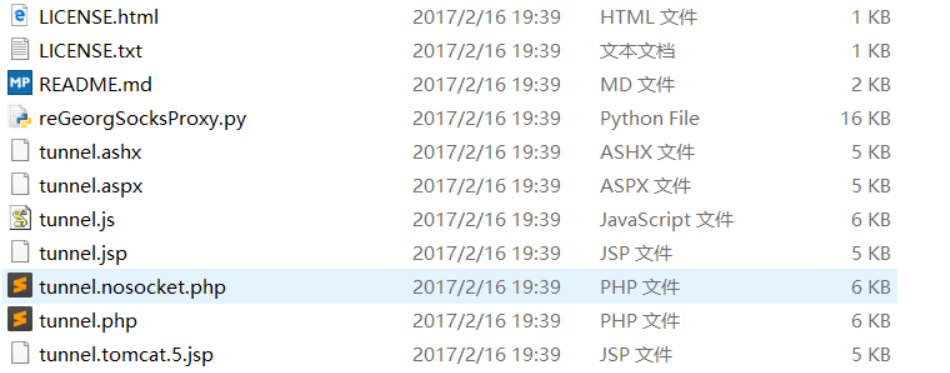 LICENSE.html 2017/2/16 19:39 HTML 文件 1 KB
LICENSE.txt 2017/2/16 19:39 文本文档 1 KB
MP README.md 2017/2/16 19:39 MD 文件 2 KB
reGeorgSocksProxy.py 2017/2/16 19:39 Python File 16 KB
tunnel.ashx 2017/2/16 19:39 ASHX 文件 5 KB
tunnel.aspx 2017/2/16 19:39 ASPX 文件 5 KB
tunnel.js 2017/2/16 19:39 JavaScript 文件 6 KB
tunnel.jsp 2017/2/16 19:39 JSP 文件 5 KB
tunnel.nosocket.php 2017/2/16 19:39 PHP 文件 6 KB
tunnel.php 2017/2/16 19:39 PHP 文件 6 KB
tunnel.tomcat.5.jsp 2017/2/16 19:39 JSP 文件 5 KB